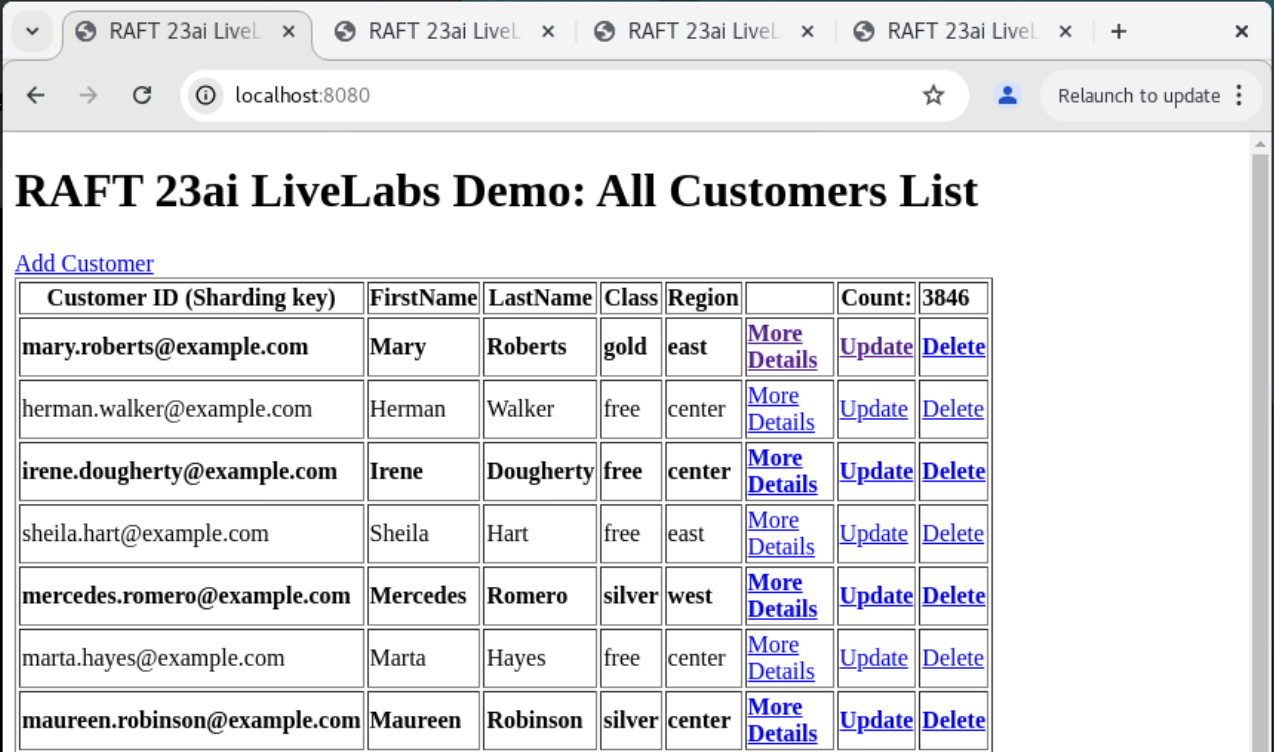 RAFT 23ai LiveL RAFT 23ai LiveL RAFT 23ai LiveL RAFT 23ai LiveL
localhost:8080 Relaunch to update
RAFT 23ai LiveLabs Demo: All Customers List
Add Customer
Customer ID (Sharding key) FirstName LastName Class Region Count: 3846
mary.roberts@example.com Mary Roberts gold east More Details Update Delete
herman.walker@example.com Herman Walker free center More Details Update Delete
irene.dougherty@example.com Irene Dougherty free center More Details Update Delete
sheila.hart@example.com Sheila Hart free east More Details Update Delete
mercedes.romero@example.com Mercedes Romero silver west More Details Update Delete
marta.hayes@example.com Marta Hayes free center More Details Update Delete
maureen.robinson@example.com Maureen Robinson silver center More Details Update Delete